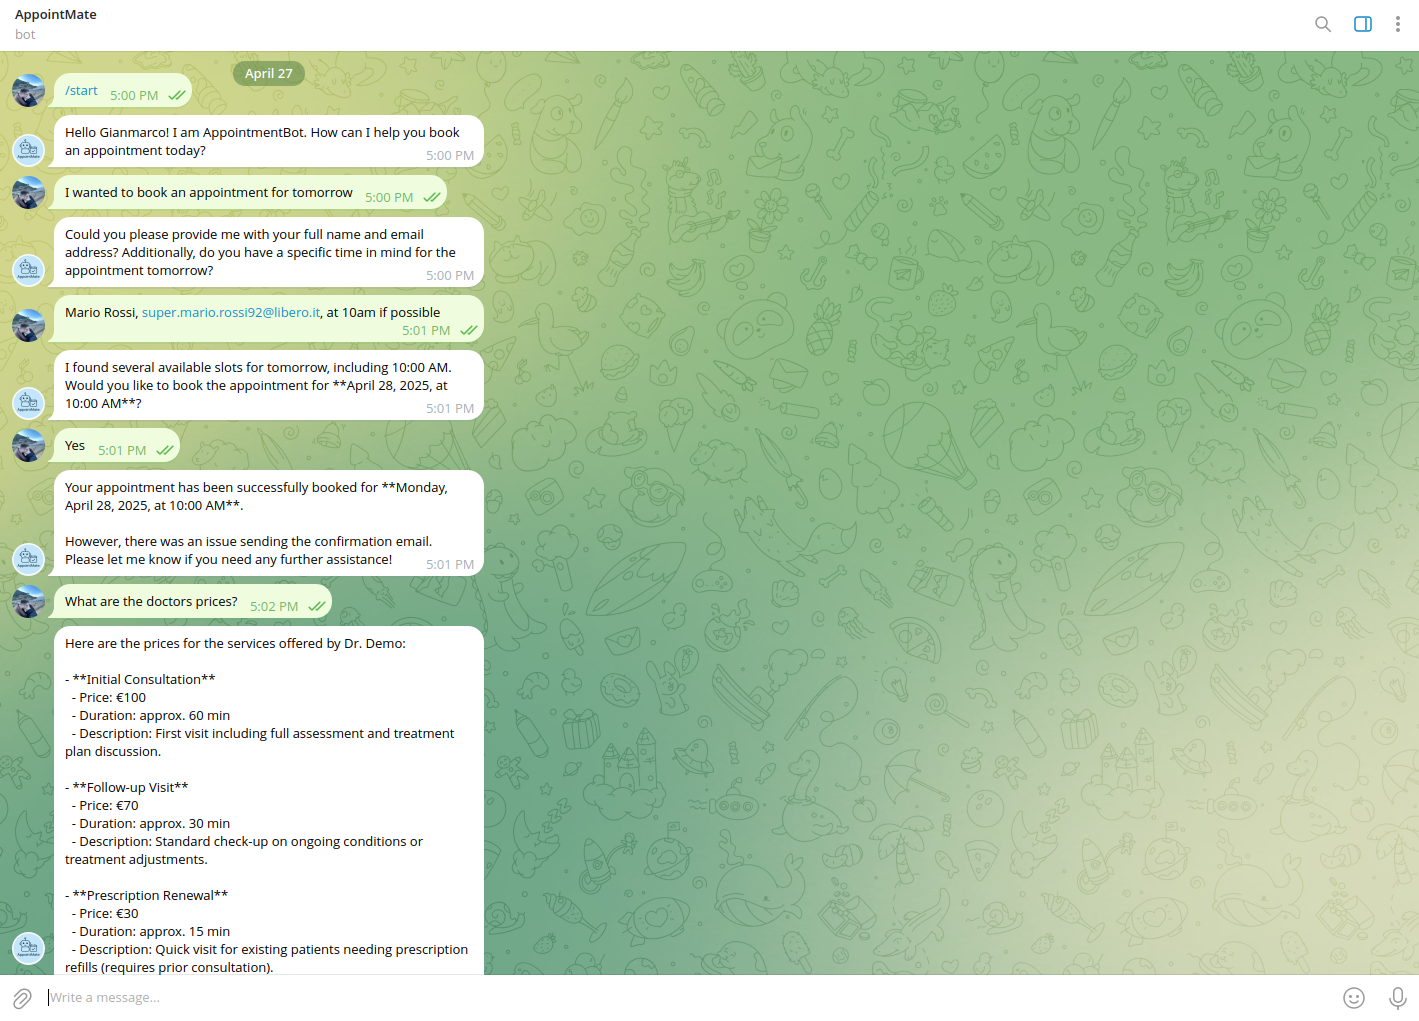 AppointMate
bot
April 27
/start 5:00 PM
Hello Gianmarco! I am AppointmentBot. How can I help you book
an appointment today? 5:00 PM
I wanted to book an appointment for tomorrow 5:00 PM
Could you please provide me with your full name and email
address? Additionally, do you have a specific time in mind for the
appointment tomorrow? 5:00 PM
Mario Rossi, super.mario.rossi92@libero.it, at 10am if possible
5:01 PM
I found several available slots for tomorrow, including 10:00 AM.
Would you like to book the appointment for **April 28, 2025, at
10:00 AM**? 5:01 PM
Yes 5:01 PM
Your appointment has been successfully booked for **Monday,
April 28, 2025, at 10:00 AM**.
However, there was an issue sending the confirmation email.
Please let me know if you need any further assistance! 5:01 PM
What are the doctors prices? 5:02 PM
Here are the prices for the services offered by Dr. Demo:
- **Initial Consultation**
- Price: €100
- Duration: approx. 60 min
- Description: First visit including full assessment and treatment
plan discussion.
- **Follow-up Visit**
- Price: €70
- Duration: approx. 30 min
- Description: Standard check-up on ongoing conditions or
treatment adjustments.
- **Prescription Renewal**
- Price: €30
- Duration: approx. 15 min
- Description: Quick visit for existing patients needing prescription
refills (requires prior consultation).
AppointMate
Write a message...